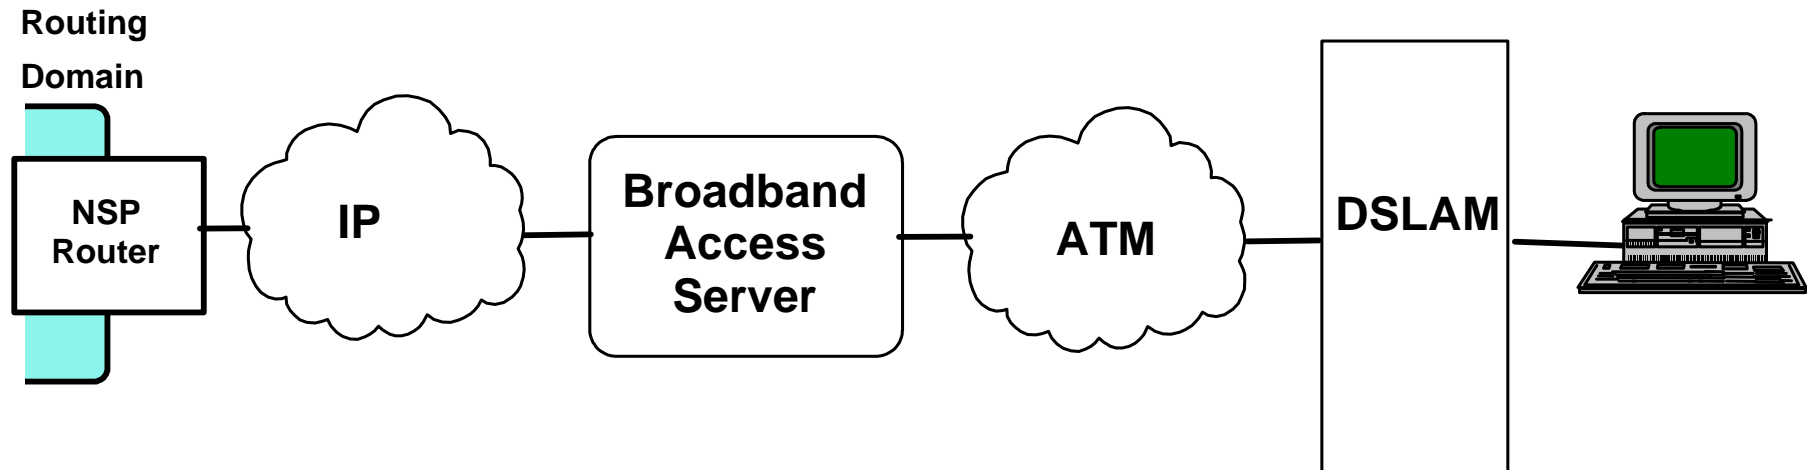 Routing
Domain
NSP
Router
IP
Broadband
Access
Server
ATM
DSLAM